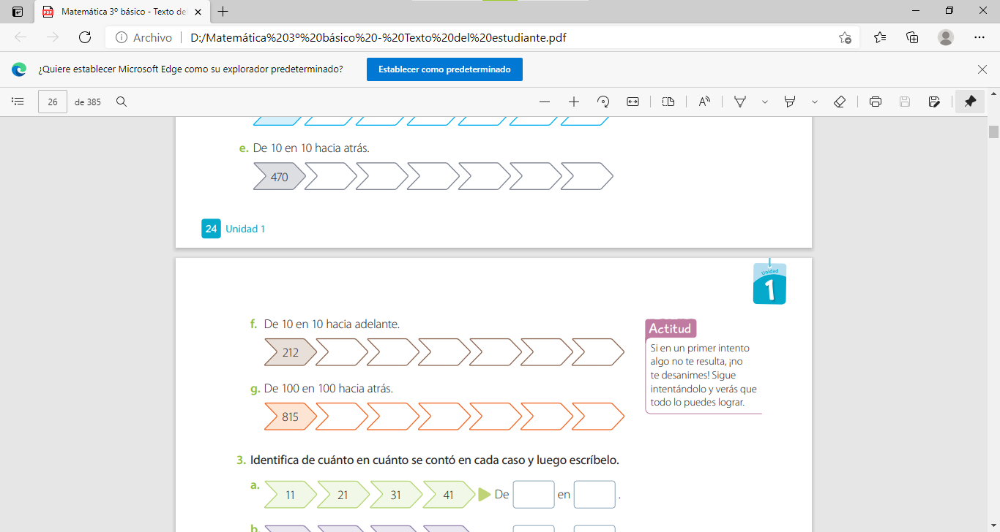 Matemática 3º básico - Texto del
Archivo D:/Matemática%203º%20básico%20-%20Texto%20del%20estudiante.pdf
¿Quiere establecer Microsoft Edge como su explorador predeterminado? Establecer como predeterminado
26 de 385
e. De 10 en 10 hacia atrás.
470
24 Unidad 1
Unidad
1
f. De 10 en 10 hacia adelante.
212
g. De 100 en 100 hacia atrás.
815
Actitud
Si en un primer intento
algo no te resulta, ¡no
te desanimes! Sigue
intentándolo y verás que
todo lo puedes lograr.
3. Identifica de cuánto en cuánto se contó en cada caso y luego escríbelo.
a. 11 21 31 41 De en .
b.